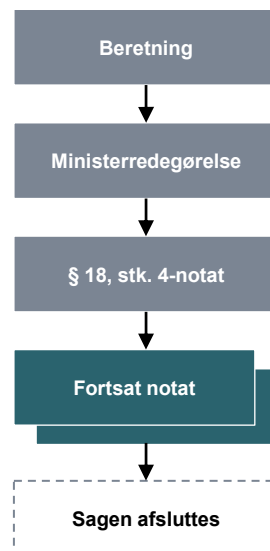 Beretning
Ministerredegørelse
§ 18, stk. 4-notat
Fortsat notat
Sagen afsluttes